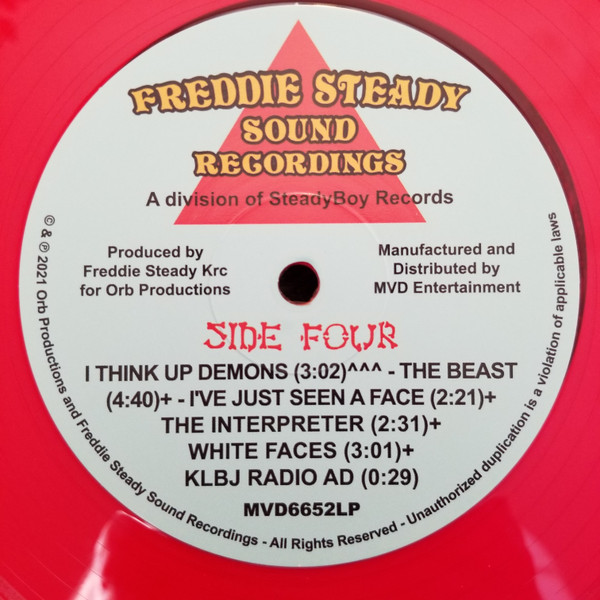 FREDDIE STEADY
SOUND
RECORDINGS
A division of SteadyBoy Records
Produced by
Freddie Steady Krc
for Orb Productions
Manufactured and
Distributed by
MVD Entertainment
SIDE FOUR
I THINK UP DEMONS (3:02)^^^ - THE BEAST
(4:40)+ - I'VE JUST SEEN A FACE (2:21)+
THE INTERPRETER (2:31)+
WHITE FACES (3:01)+
KLBJ RADIO AD (0:29)
MVD6652LP
© & ℗ 2021 Orb Productions and Freddie Steady Sound Recordings - All Rights Reserved - Unauthorized duplication is a violation of applicable laws